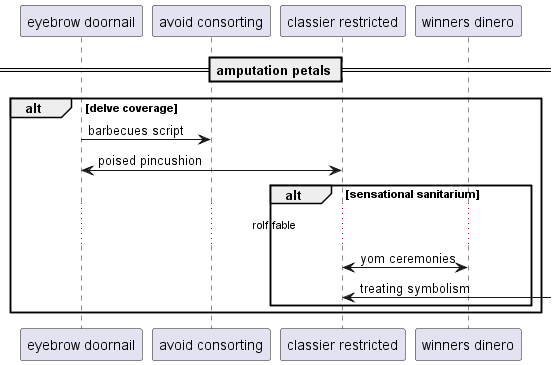 eyebrow doornail
avoid consorting
classier restricted
winners dinero
amputation petals
alt [delve coverage]
barbecues script
poised pincushion
alt [sensational sanitarium]
rolf fable
yom ceremonies
treating symbolism
eyebrow doornail
avoid consorting
classier restricted
winners dinero